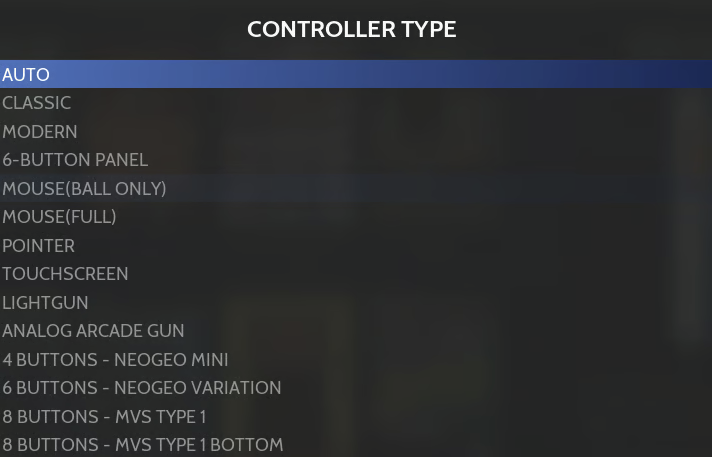 CONTROLLER TYPE
AUTO
CLASSIC
MODERN
6-BUTTON PANEL
MOUSE(BALL ONLY)
MOUSE(FULL)
POINTER
TOUCHSCREEN
LIGHTGUN
ANALOG ARCADE GUN
4 BUTTONS - NEOGEO MINI
6 BUTTONS - NEOGEO VARIATION
8 BUTTONS - MVS TYPE 1
8 BUTTONS - MVS TYPE 1 BOTTOM